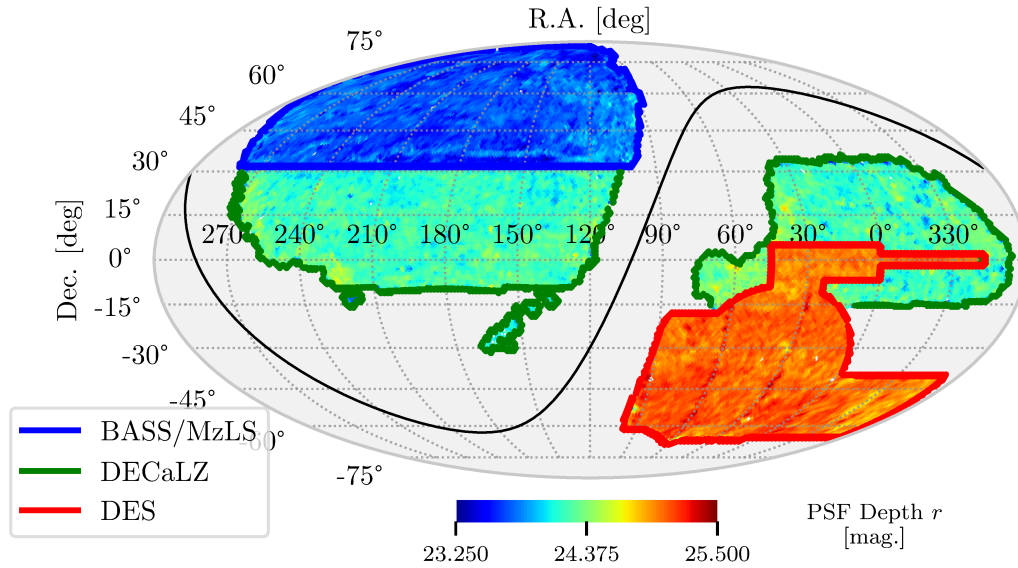 R.A. [deg]
75°
60°
45°
30°
15°
270° 240° 210° 180° 150° 120° 90° 60° 30° 0° 330°
0°
Dec. [deg]
-15°
-30°
-45°
-60°
-75°
BASS/MzLS
DECaLZ
DES
PSF Depth r
[mag.]
23.250 24.375 25.500